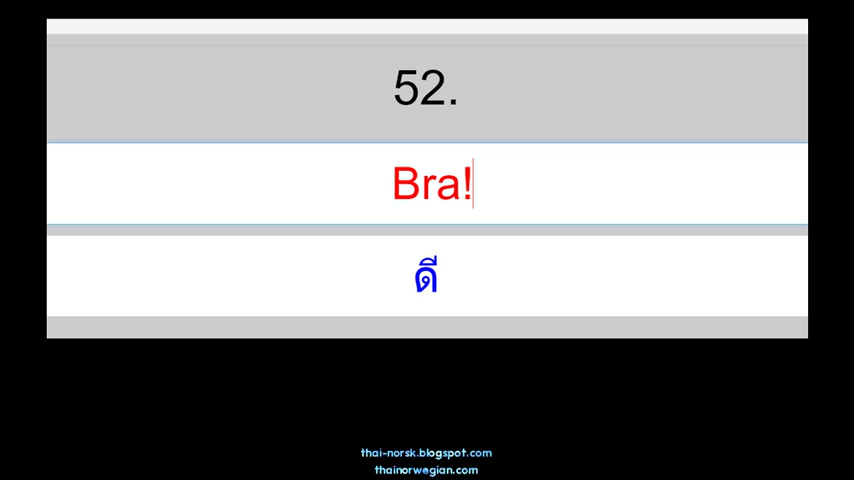 52.
Bra!
ดี
thai-norsk.blogspot.com
thainorwegian.com